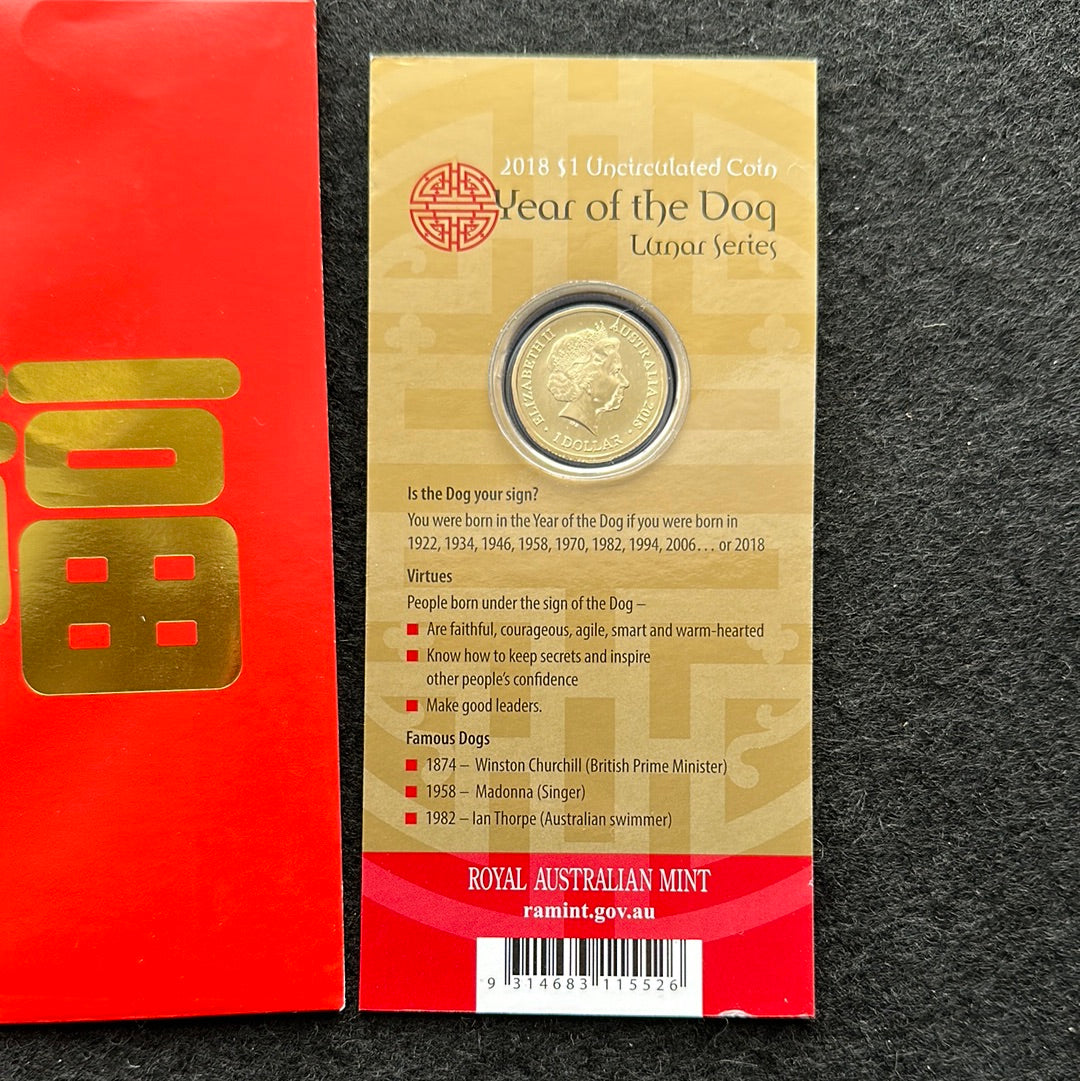 福
2018 $1 Uncirculated Coin
Year of the Dog
Lunar Series
ELIZABETH II AUSTRALIA 2018
· 1 DOLLAR ·
Is the Dog your sign?
You were born in the Year of the Dog if you were born in
1922, 1934, 1946, 1958, 1970, 1982, 1994, 2006… or 2018
Virtues
People born under the sign of the Dog –
Are faithful, courageous, agile, smart and warm-hearted
Know how to keep secrets and inspire
other people's confidence
Make good leaders.
Famous Dogs
1874 – Winston Churchill (British Prime Minister)
1958 – Madonna (Singer)
1982 – Ian Thorpe (Australian swimmer)
ROYAL AUSTRALIAN MINT
ramint.gov.au
9 314683 115526